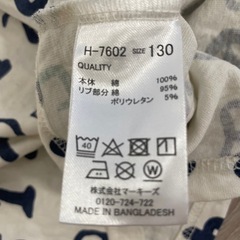 H-7602 SIZE 130
QUALITY
本体 綿 100%
リブ部分 綿 95%
ポリウレタン 5%
40
株式会社マーキーズ
0120-724-722
MADE IN BANGLADESH